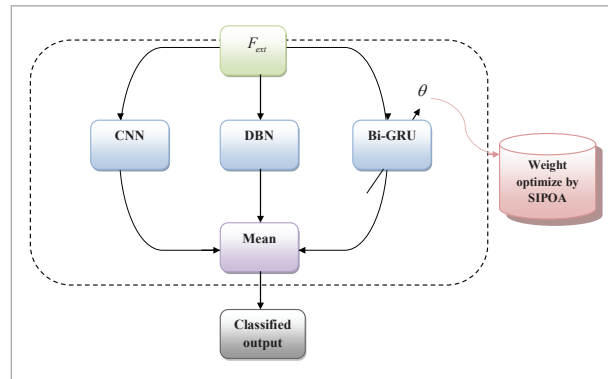 F_ext
θ
CNN
DBN
Bi-GRU
Weight
optimize by
SIPOA
Mean
Classified
output